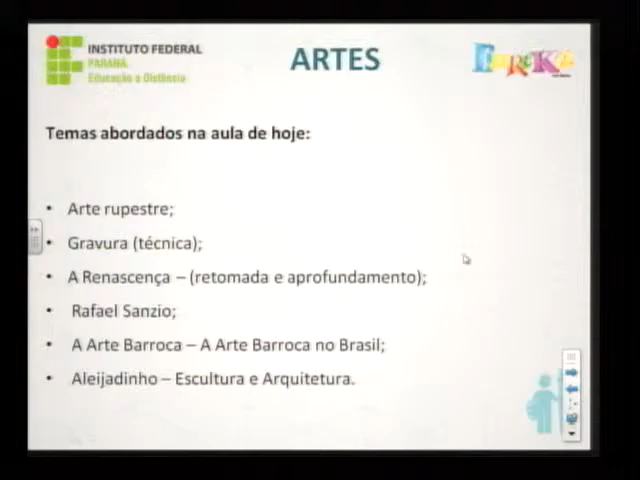 INSTITUTO FEDERAL
PARANÁ
Educação a Distância
ARTES
EUREKA
Temas abordados na aula de hoje:
• Arte rupestre;
• Gravura (técnica);
• A Renascença – (retomada e aprofundamento);
• Rafael Sanzio;
• A Arte Barroca – A Arte Barroca no Brasil;
• Aleijadinho – Escultura e Arquitetura.